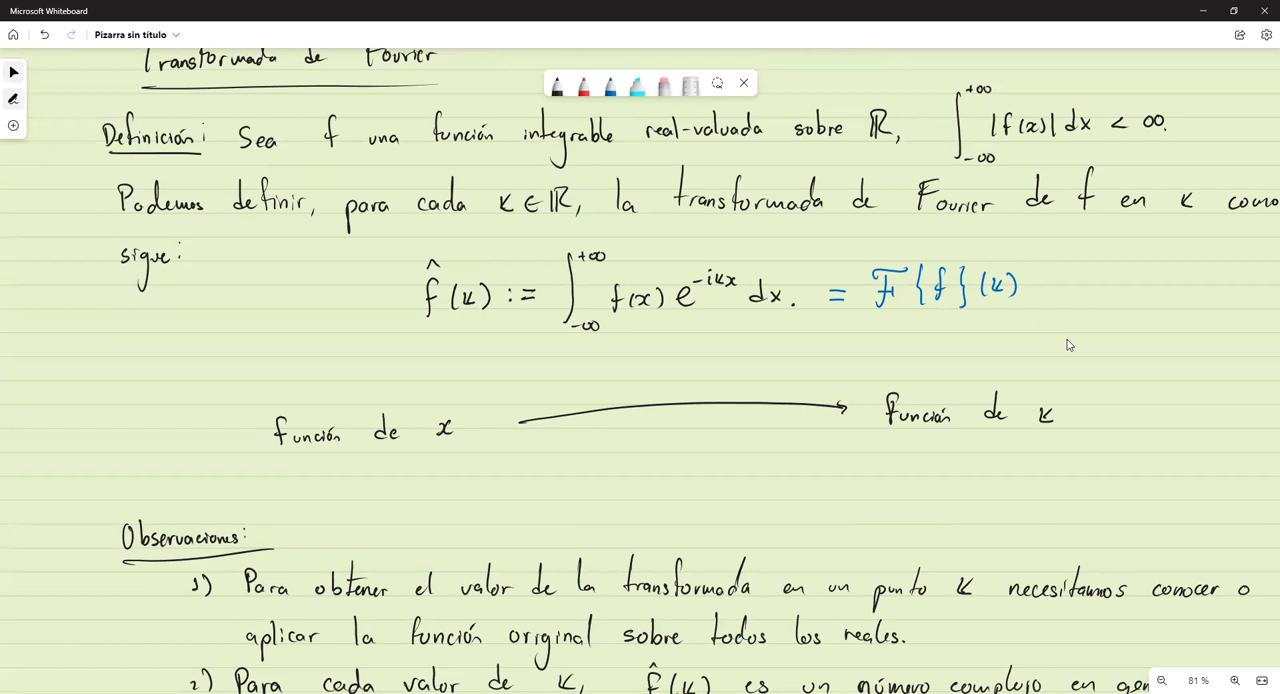 Microsoft Whiteboard
Pizarra sin título
Transformada de Fourier
Definición: Sea f una función integrable real-valuada sobre ℝ, ∫_{-∞}^{+∞} |f(x)| dx < ∞.
Podemos definir, para cada κ ∈ ℝ, la transformada de Fourier de f en κ como
sigue:
f̂(κ) := ∫_{-∞}^{+∞} f(x) e^{-iκx} dx. = ℱ{f}(κ)
función de x → función de κ
Observaciones:
1) Para obtener el valor de la transformada en un punto κ necesitamos conocer o
aplicar la función original sobre todos los reales.
2) Para cada valor de κ, f̂(κ) es un número complejo en
81 %